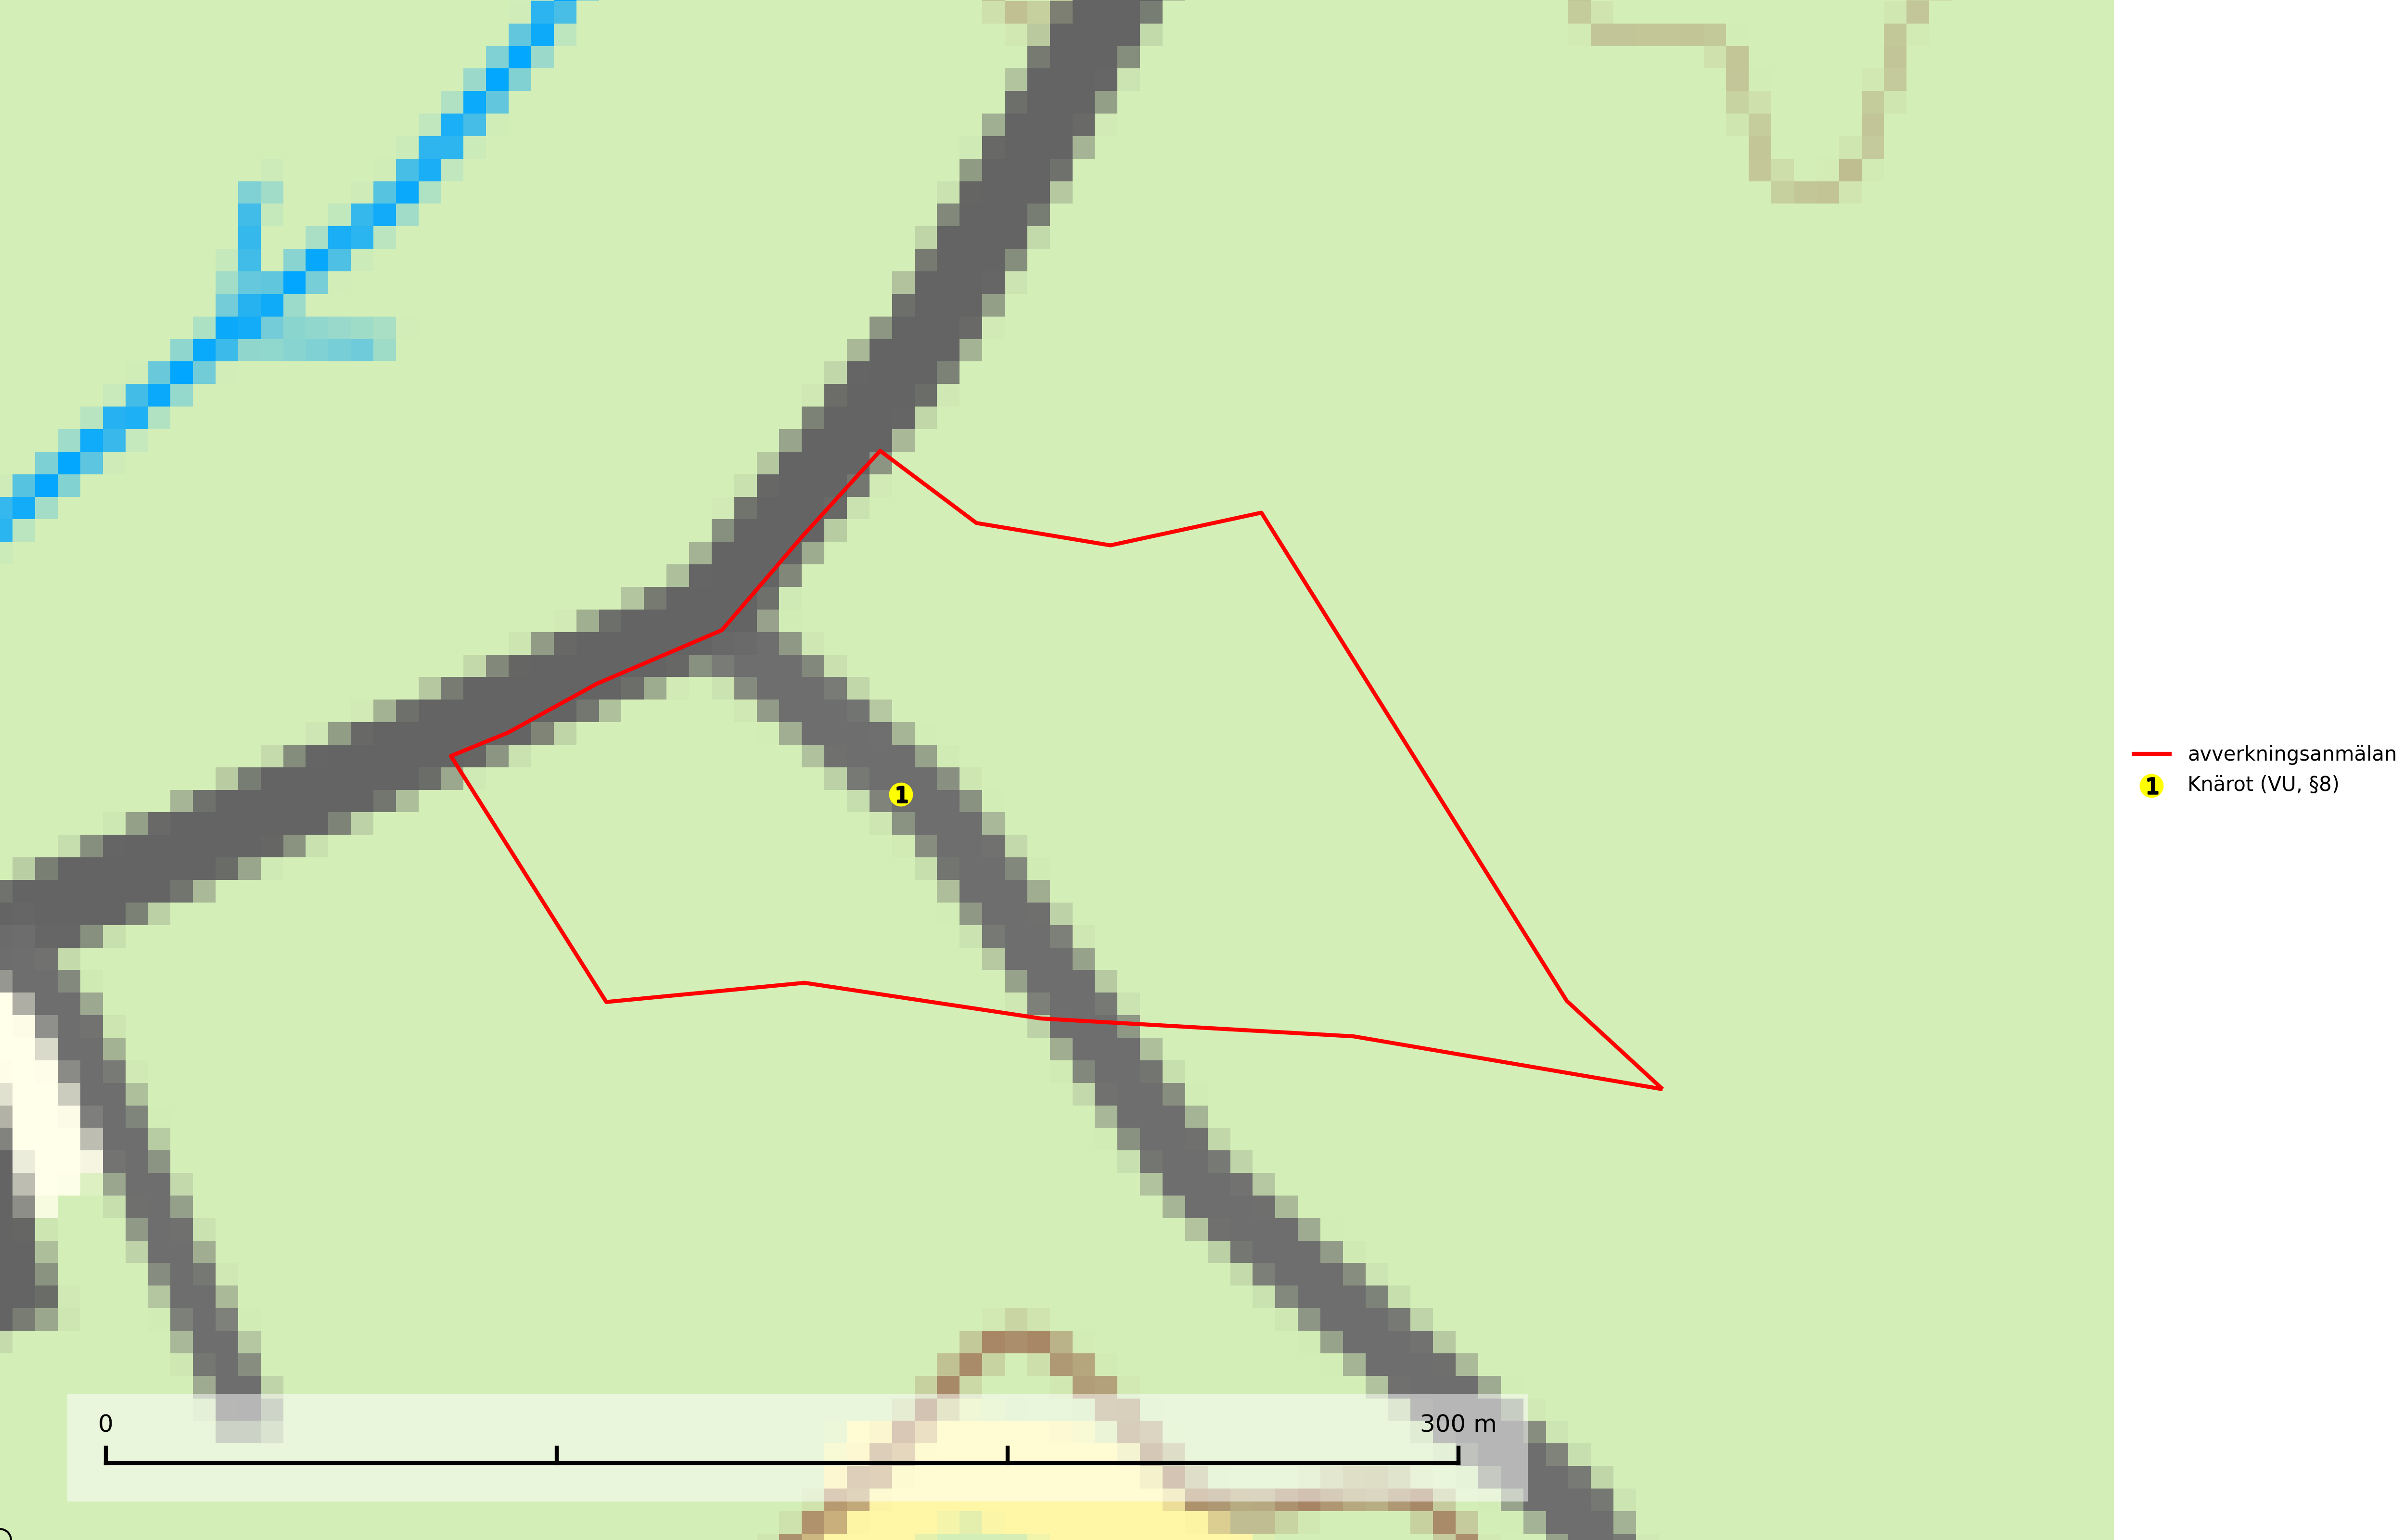 1
avverkningsanmälan
1 Knärot (VU, §8)
0 300 m